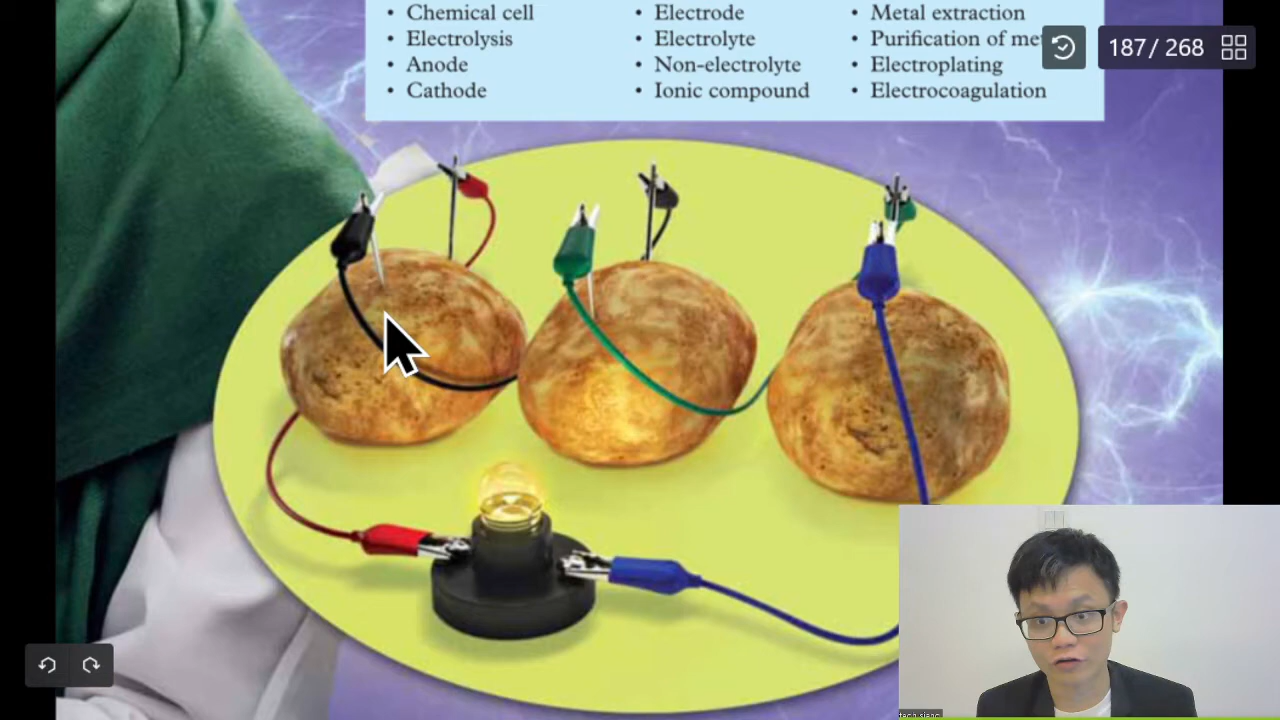 • Chemical cell
• Electrolysis
• Anode
• Cathode
• Electrode
• Electrolyte
• Non-electrolyte
• Ionic compound
• Metal extraction
• Purification of me
• Electroplating
• Electrocoagulation
187/ 268